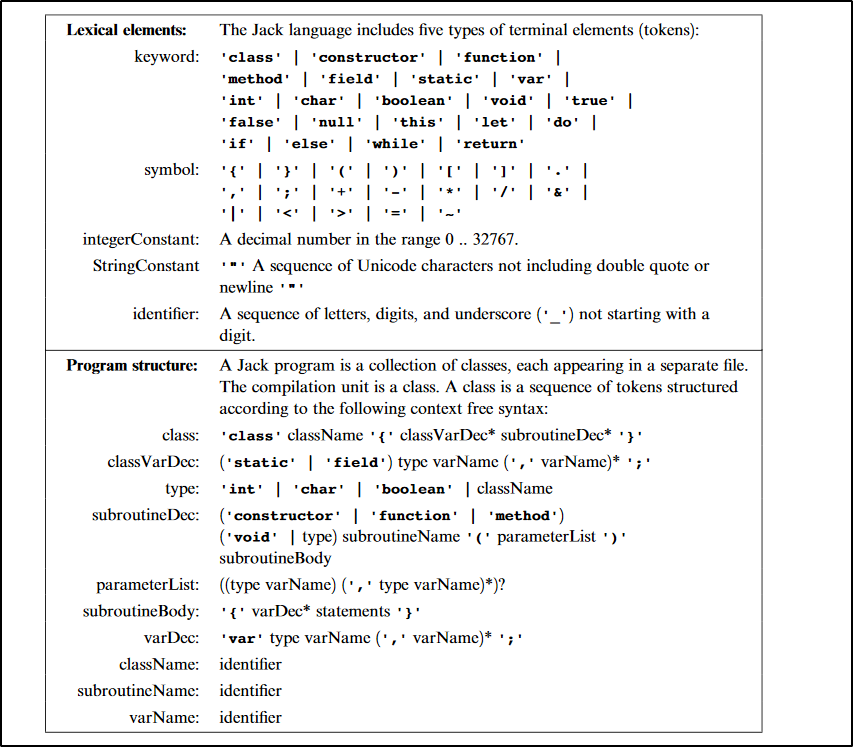 Lexical elements: The Jack language includes five types of terminal elements (tokens):
keyword: 'class' | 'constructor' | 'function' |
'method' | 'field' | 'static' | 'var' |
'int' | 'char' | 'boolean' | 'void' | 'true' |
'false' | 'null' | 'this' | 'let' | 'do' |
'if' | 'else' | 'while' | 'return'
symbol: '{' | '}' | '(' | ')' | '[' | ']' | '.' |
',' | ';' | '+' | '-' | '*' | '/' | '&' |
'|' | '<' | '>' | '=' | '~'
integerConstant: A decimal number in the range 0 .. 32767.
StringConstant '"' A sequence of Unicode characters not including double quote or
newline '"'
identifier: A sequence of letters, digits, and underscore ('_') not starting with a
digit.
Program structure: A Jack program is a collection of classes, each appearing in a separate file.
The compilation unit is a class. A class is a sequence of tokens structured
according to the following context free syntax:
class: 'class' className '{' classVarDec* subroutineDec* '}'
classVarDec: ('static' | 'field') type varName (',' varName)* ';'
type: 'int' | 'char' | 'boolean' | className
subroutineDec: ('constructor' | 'function' | 'method')
('void' | type) subroutineName '(' parameterList ')'
subroutineBody
parameterList: ((type varName) (',' type varName)*)?
subroutineBody: '{' varDec* statements '}'
varDec: 'var' type varName (',' varName)* ';'
className: identifier
subroutineName: identifier
varName: identifier